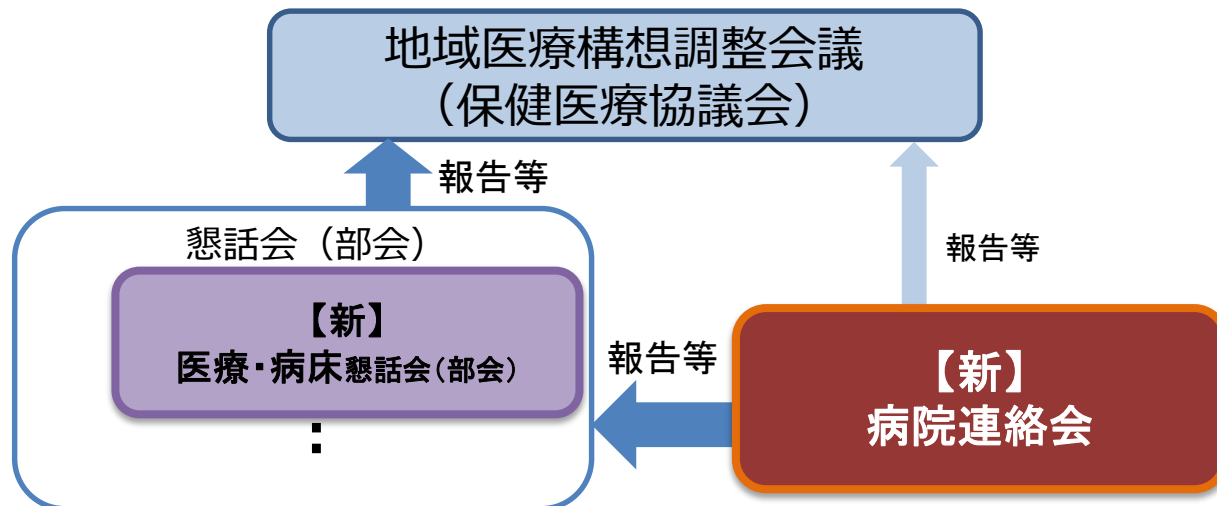 地域医療構想調整会議
（保健医療協議会）
報告等
懇話会（部会）
報告等
【新】
医療・病床懇話会（部会）
：
報告等
【新】
病院連絡会